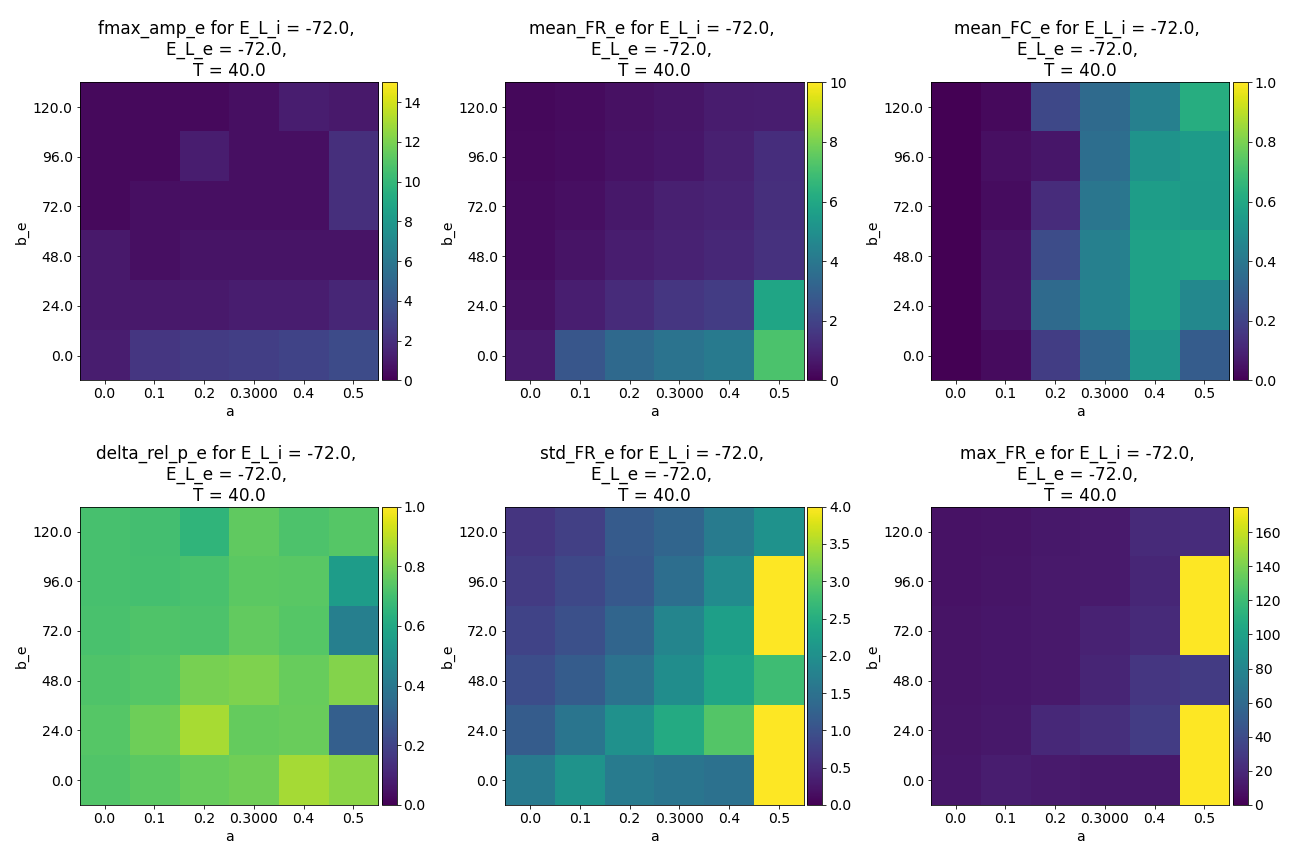 fmax_amp_e for E_L_i = -72.0,
E_L_e = -72.0,
T = 40.0
120.0
96.0
72.0
48.0
24.0
0.0
b_e
0.0 0.1 0.2 0.3000 0.4 0.5
a
14
12
10
8
6
4
2
0
mean_FR_e for E_L_i = -72.0,
E_L_e = -72.0,
T = 40.0
120.0
96.0
72.0
48.0
24.0
0.0
b_e
0.0 0.1 0.2 0.3000 0.4 0.5
a
10
8
6
4
2
0
mean_FC_e for E_L_i = -72.0,
E_L_e = -72.0,
T = 40.0
120.0
96.0
72.0
48.0
24.0
0.0
b_e
0.0 0.1 0.2 0.3000 0.4 0.5
a
1.0
0.8
0.6
0.4
0.2
0.0
delta_rel_p_e for E_L_i = -72.0,
E_L_e = -72.0,
T = 40.0
120.0
96.0
72.0
48.0
24.0
0.0
b_e
0.0 0.1 0.2 0.3000 0.4 0.5
a
1.0
0.8
0.6
0.4
0.2
0.0
std_FR_e for E_L_i = -72.0,
E_L_e = -72.0,
T = 40.0
120.0
96.0
72.0
48.0
24.0
0.0
b_e
0.0 0.1 0.2 0.3000 0.4 0.5
a
4.0
3.5
3.0
2.5
2.0
1.5
1.0
0.5
0.0
max_FR_e for E_L_i = -72.0,
E_L_e = -72.0,
T = 40.0
120.0
96.0
72.0
48.0
24.0
0.0
b_e
0.0 0.1 0.2 0.3000 0.4 0.5
a
160
140
120
100
80
60
40
20
0